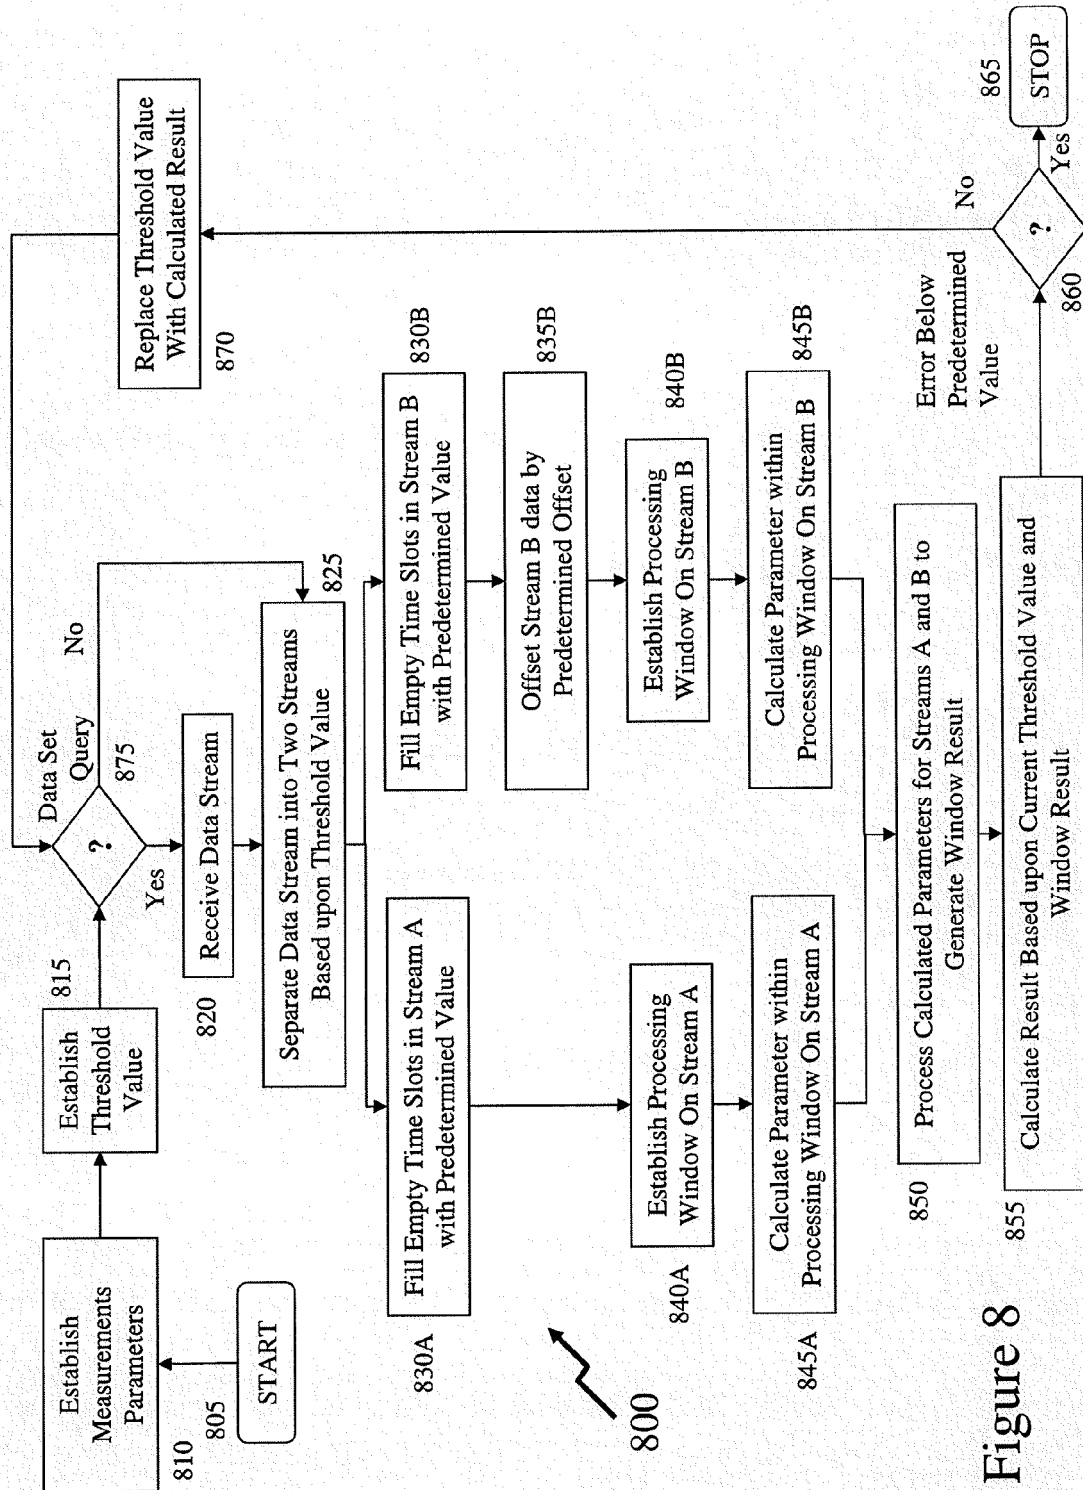 805
START
810
Establish
Measurements
Parameters
815
Establish
Threshold
Value
Data Set
Query
875
?
Yes
No
820
Receive Data Stream
825
Separate Data Stream into Two Streams
Based upon Threshold Value
830A
Fill Empty Time Slots in Stream A
with Predetermined Value
830B
Fill Empty Time Slots in Stream B
with Predetermined Value
835B
Offset Stream B data by
Predetermined Offset
840A
Establish Processing
Window On Stream A
840B
Establish Processing
Window On Stream B
845A
Calculate Parameter within
Processing Window On Stream A
845B
Calculate Parameter within
Processing Window On Stream B
850
Process Calculated Parameters for Streams A and B to
Generate Window Result
855
Calculate Result Based upon Current Threshold Value and
Window Result
Error Below
Predetermined
Value
860
?
No
Yes
865
STOP
870
Replace Threshold Value
With Calculated Result
800
Figure 8